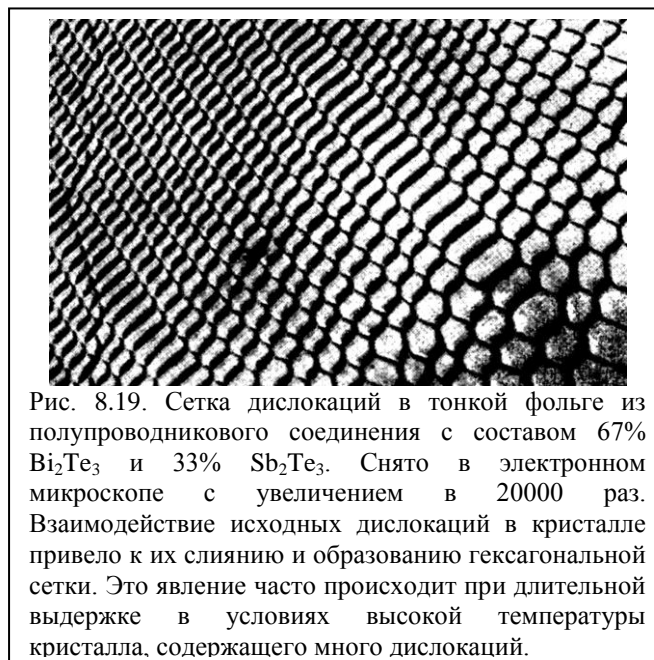 Рис. 8.19. Сетка дислокаций в тонкой фольге из
полупроводникового соединения с составом 67%
Bi₂Te₃ и 33% Sb₂Te₃. Снято в электронном
микроскопе с увеличением в 20000 раз.
Взаимодействие исходных дислокаций в кристалле
привело к их слиянию и образованию гексагональной
сетки. Это явление часто происходит при длительной
выдержке в условиях высокой температуры
кристалла, содержащего много дислокаций.